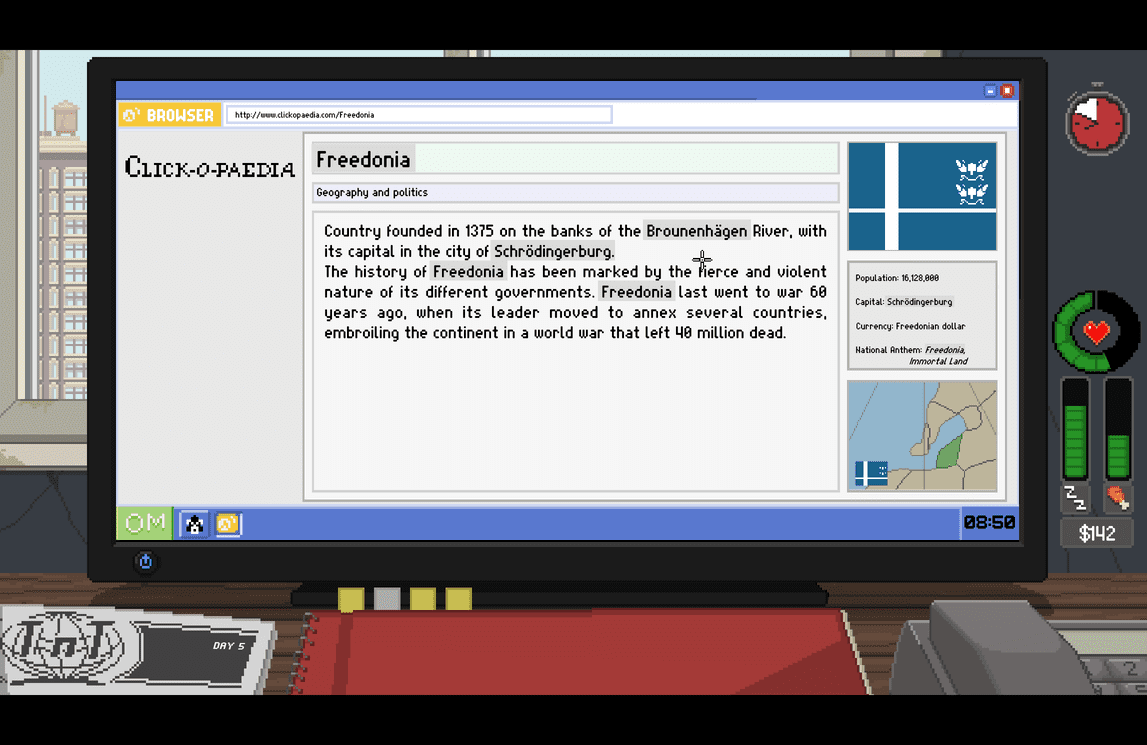 BROWSER
http://www.clickopaedia.com/Freedonia
CLICK-O-PAEDIA
Freedonia
Geography and politics
Country founded in 1375 on the banks of the Brounenhägen River, with
its capital in the city of Schrödingerburg.
The history of Freedonia has been marked by the fierce and violent
nature of its different governments. Freedonia last went to war 60
years ago, when its leader moved to annex several countries,
embroiling the continent in a world war that left 40 million dead.
Population: 16,128,000
Capital: Schrödingerburg
Currency: Freedonian dollar
National Anthem: Freedonia,
Immortal Land
OM
08:50
zzz
$142
TnT
DAY 5
2